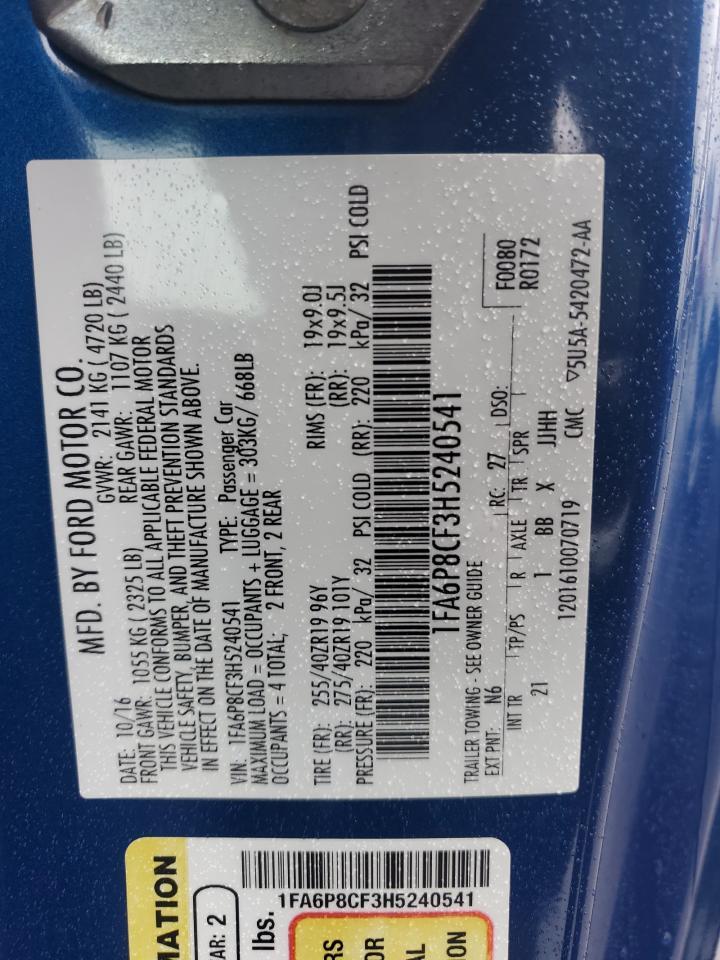 MFD. BY FORD MOTOR CO.
DATE: 10/16 GVWR: 2141 KG ( 4720 LB)
FRONT GAWR: 1055 KG ( 2325 LB) REAR GAWR: 1107 KG ( 2440 LB)
THIS VEHICLE CONFORMS TO ALL APPLICABLE FEDERAL MOTOR
VEHICLE SAFETY, BUMPER, AND THEFT PREVENTION STANDARDS
IN EFFECT ON THE DATE OF MANUFACTURE SHOWN ABOVE.
VIN: 1FA6P8CF3H5240541 TYPE: Passenger Car
MAXIMUM LOAD = OCCUPANTS + LUGGAGE = 303KG/ 668LB
OCCUPANTS = 4 TOTAL; 2 FRONT, 2 REAR
TIRE (FR): 255/40ZR19 96Y RIMS (FR): 19x9.0J
(RR): 275/40ZR19 101Y (RR): 19x9.5J
PRESSURE (FR): 220 kPa/ 32 PSI COLD (RR): 220 kPa/ 32 PSI COLD
1FA6P8CF3H5240541
TRAILER TOWING - SEE OWNER GUIDE
EXT PNT: N6 RC: 27 DSO: F0080
R0172
INT TR TP/PS R AXLE TR SPR
21 1 BB X JJHH
1201610070719 CMC ▽5U5A-5420472-AA
MATION
AR: 2
lbs.
1FA6P8CF3H5240541
RS
OR
AL
ON